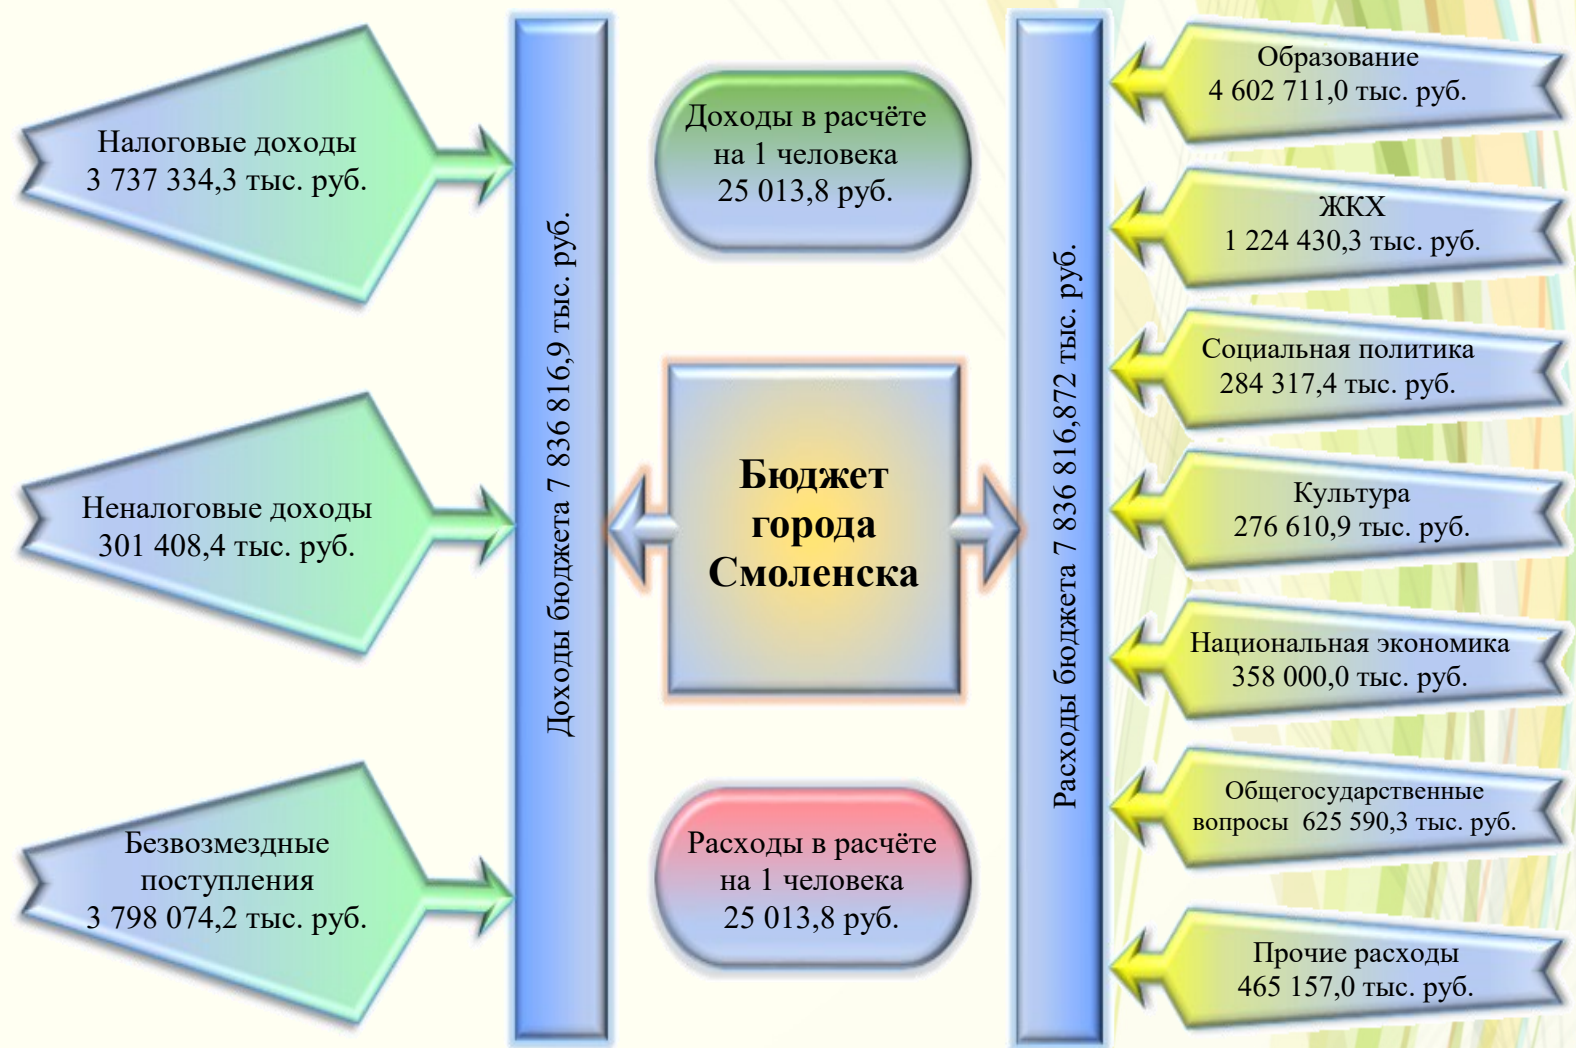 Налоговые доходы
3 737 334,3 тыс. руб.
Неналоговые доходы
301 408,4 тыс. руб.
Безвозмездные
поступления
3 798 074,2 тыс. руб.
Доходы бюджета 7 836 816,9 тыс. руб.
Доходы в расчёте
на 1 человека
25 013,8 руб.
Бюджет
города
Смоленска
Расходы в расчёте
на 1 человека
25 013,8 руб.
Расходы бюджета 7 836 816,872 тыс. руб.
Образование
4 602 711,0 тыс. руб.
ЖКХ
1 224 430,3 тыс. руб.
Социальная политика
284 317,4 тыс. руб.
Культура
276 610,9 тыс. руб.
Национальная экономика
358 000,0 тыс. руб.
Общегосударственные
вопросы 625 590,3 тыс. руб.
Прочие расходы
465 157,0 тыс. руб.